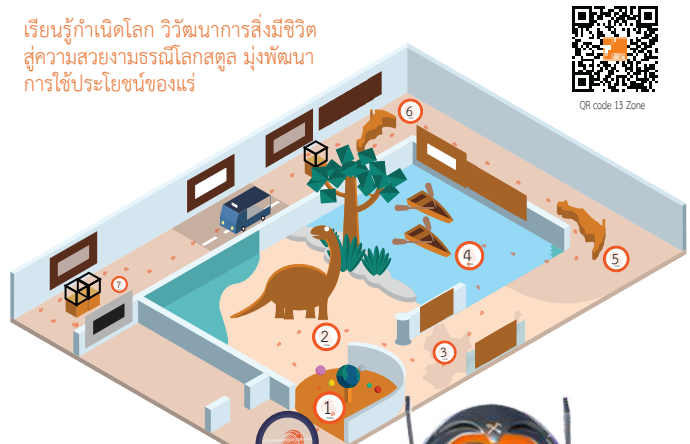 เรียนรู้กำเนิดโลก วิวัฒนาการสิ่งมีชีวิต
สู่ความสวยงามธรณีโลกสตูล มุ่งพัฒนา
การใช้ประโยชน์ของแร่
QR code 13 Zone
6
5
4
7
2
3
1